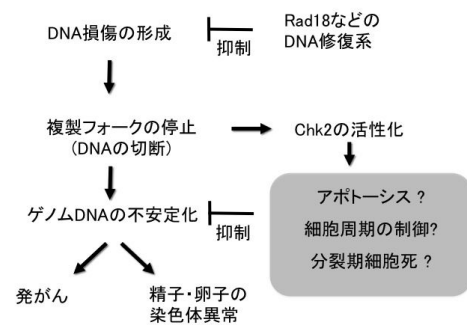 DNA損傷の形成
抑制
Rad18などの
DNA修復系
複製フォークの停止
(DNAの切断)
Chk2の活性化
ゲノムDNAの不安定化
抑制
アポトーシス?
細胞周期の制御?
分裂期細胞死?
発がん
精子・卵子の
染色体異常